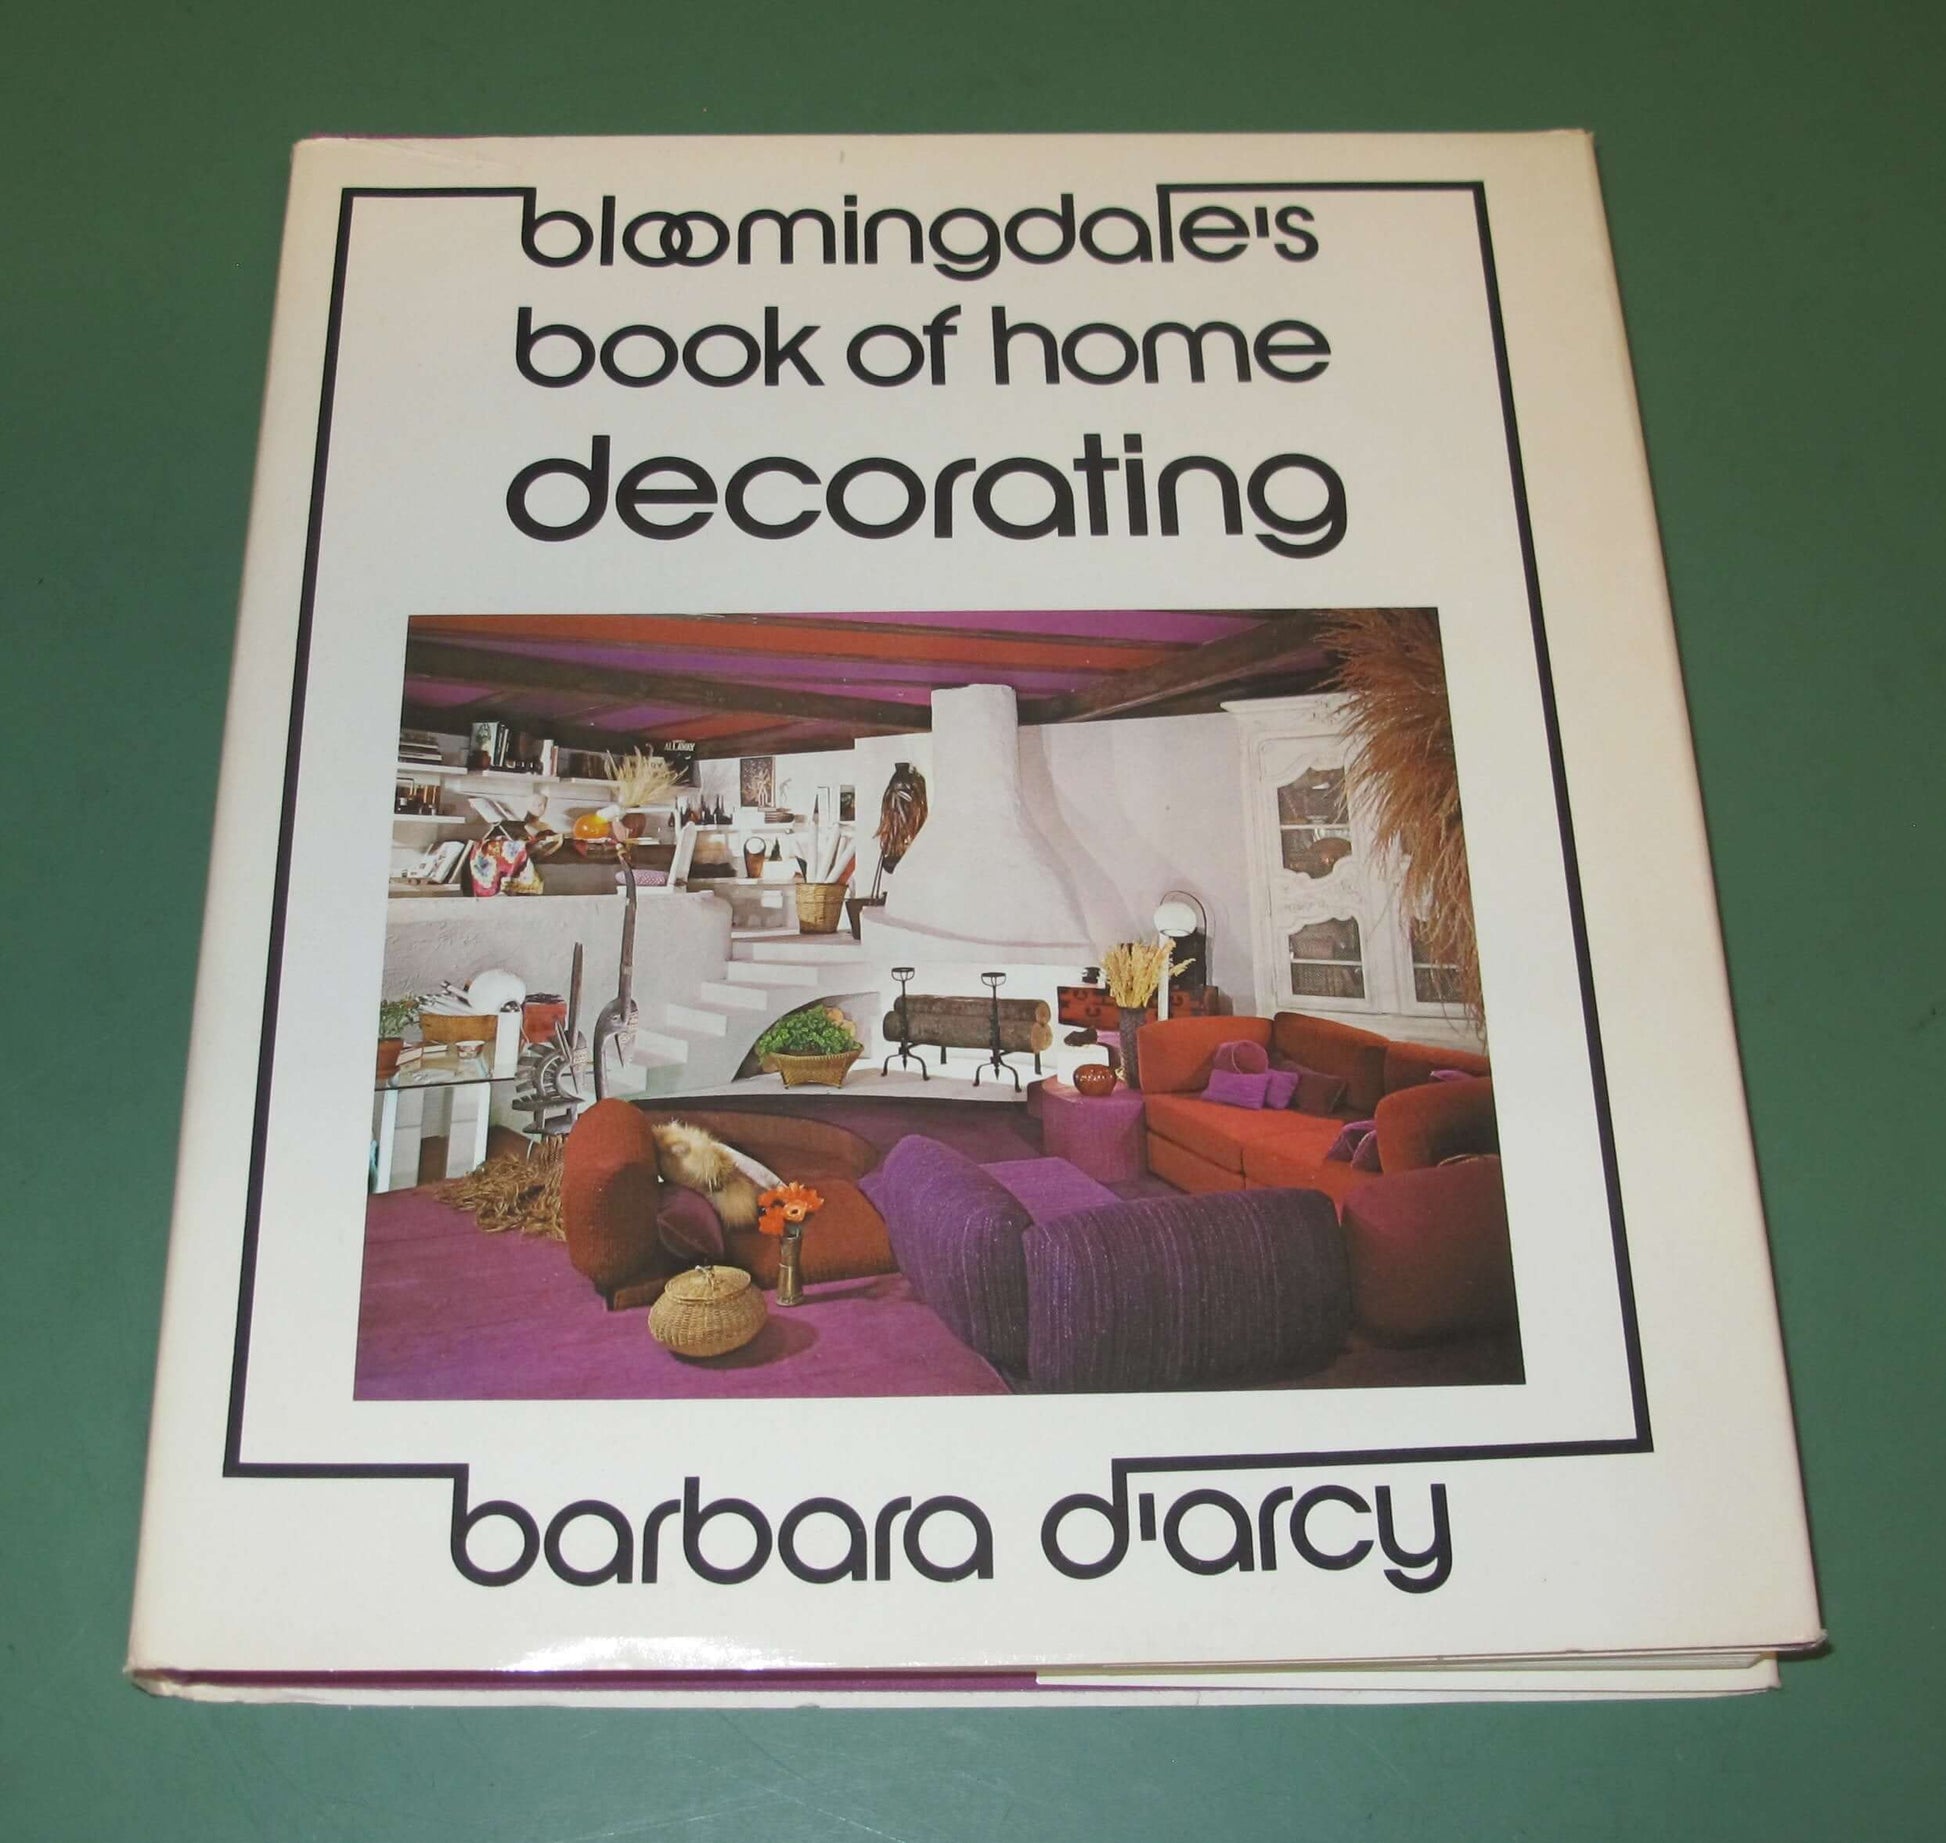 bloomingdale's
book of home
decorating
barbara d'arcy